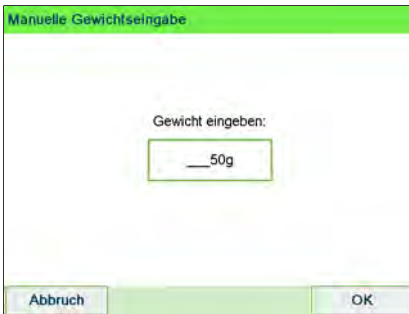 Manuelle Gewichtseingabe
Gewicht eingeben:
___50g
Abbruch
OK